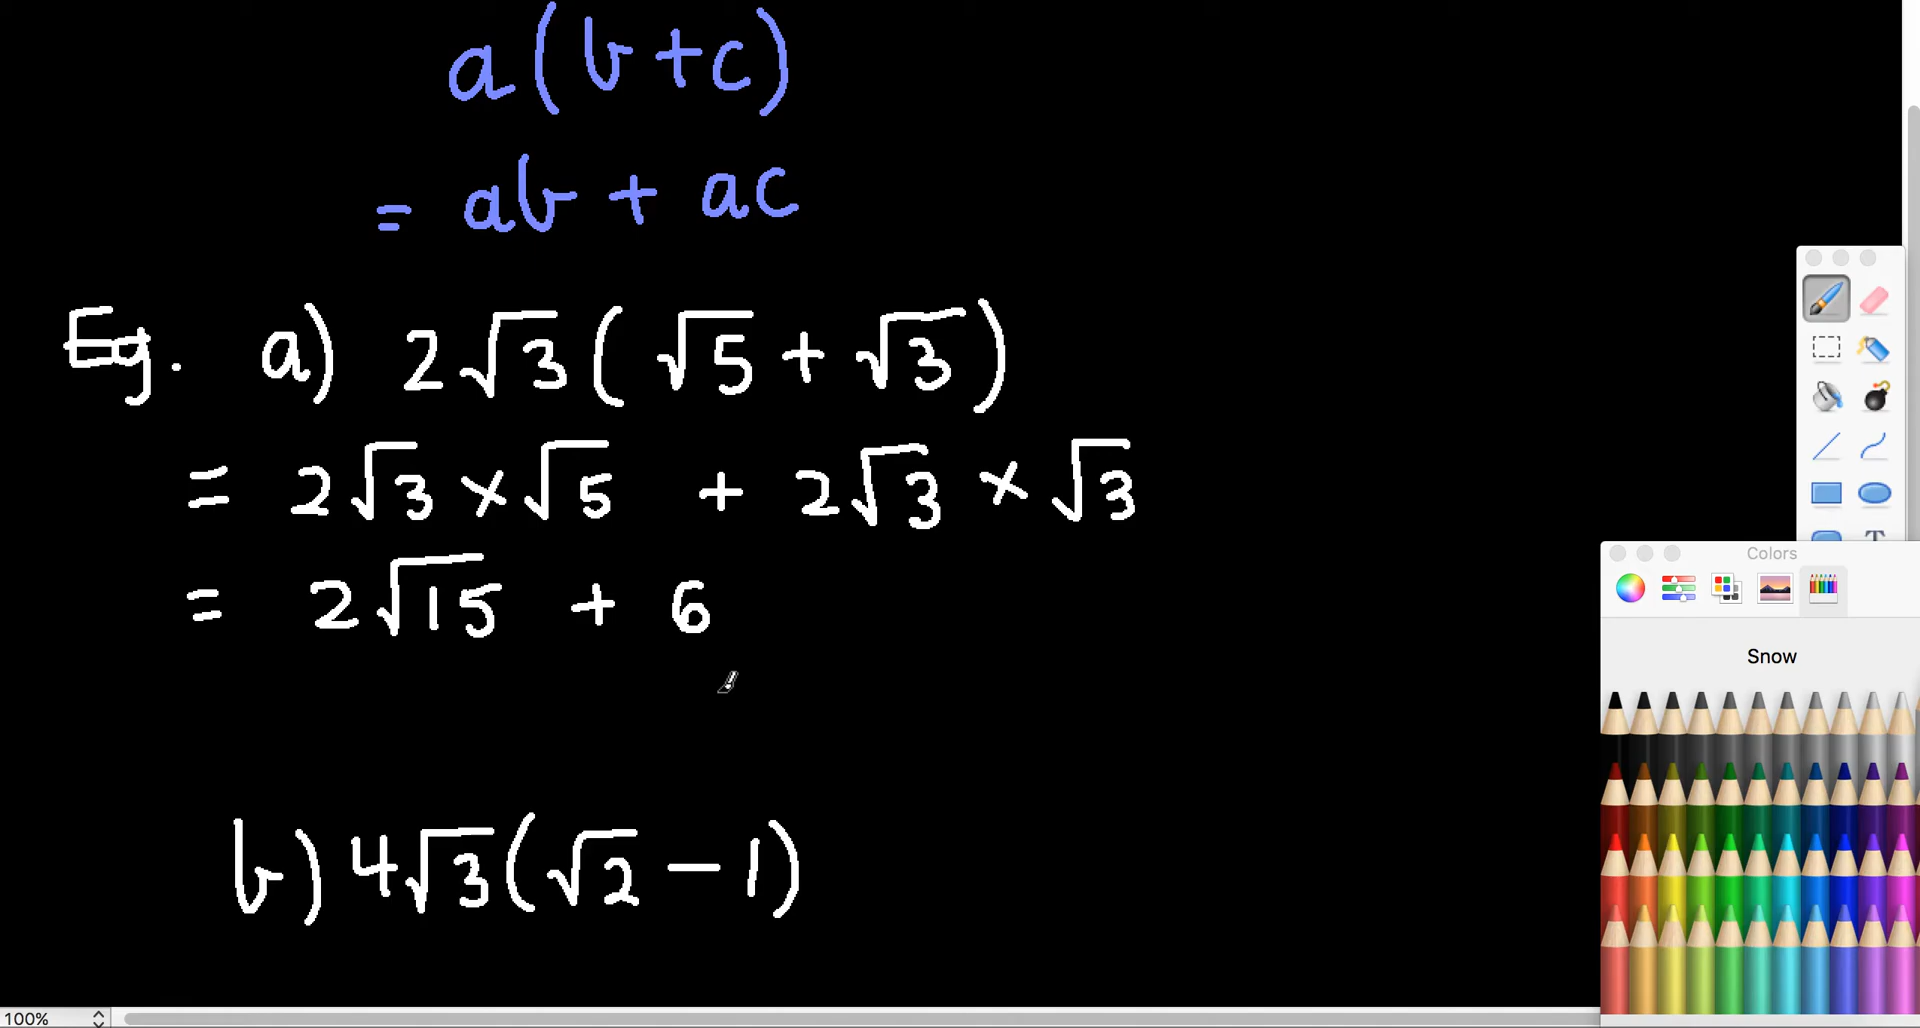 a(b+c)
= ab + ac
Eg. a) 2√3(√5 + √3)
= 2√3 × √5 + 2√3 × √3
= 2√15 + 6
b) 4√3(√2 − 1)
Colors
Snow
100%